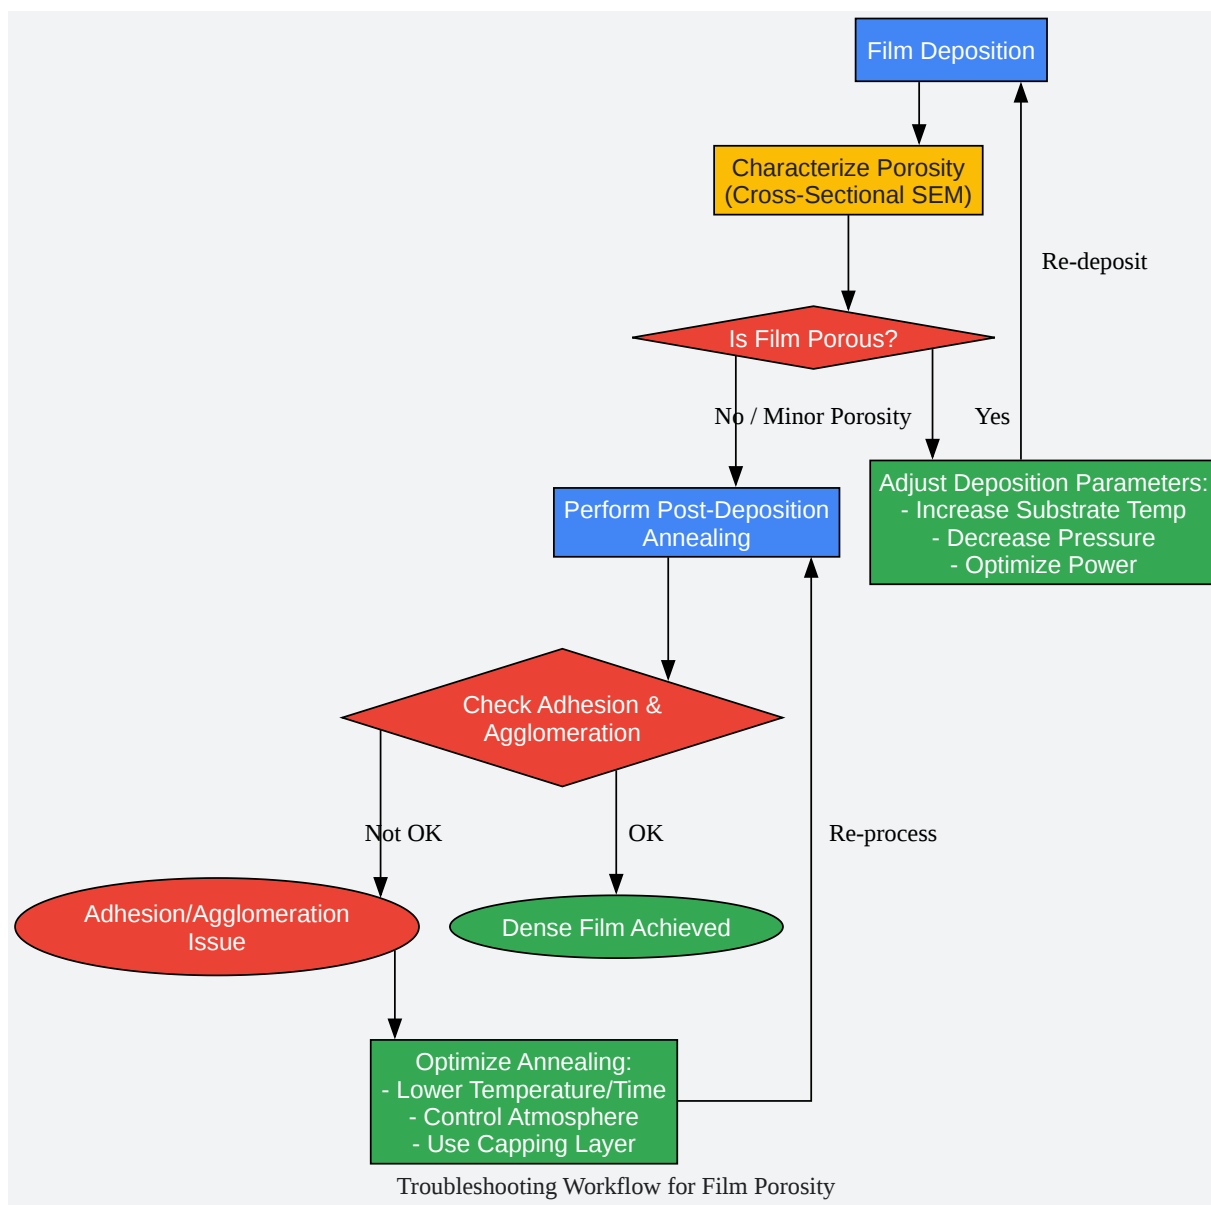 Film Deposition
Characterize Porosity
(Cross-Sectional SEM)
Re-deposit
Is Film Porous?
No / Minor Porosity
Yes
Adjust Deposition Parameters:
- Increase Substrate Temp
- Decrease Pressure
- Optimize Power
Perform Post-Deposition
Annealing
Check Adhesion &
Agglomeration
Not OK
OK
Re-process
Adhesion/Agglomeration
Issue
Dense Film Achieved
Optimize Annealing:
- Lower Temperature/Time
- Control Atmosphere
- Use Capping Layer
Troubleshooting Workflow for Film Porosity